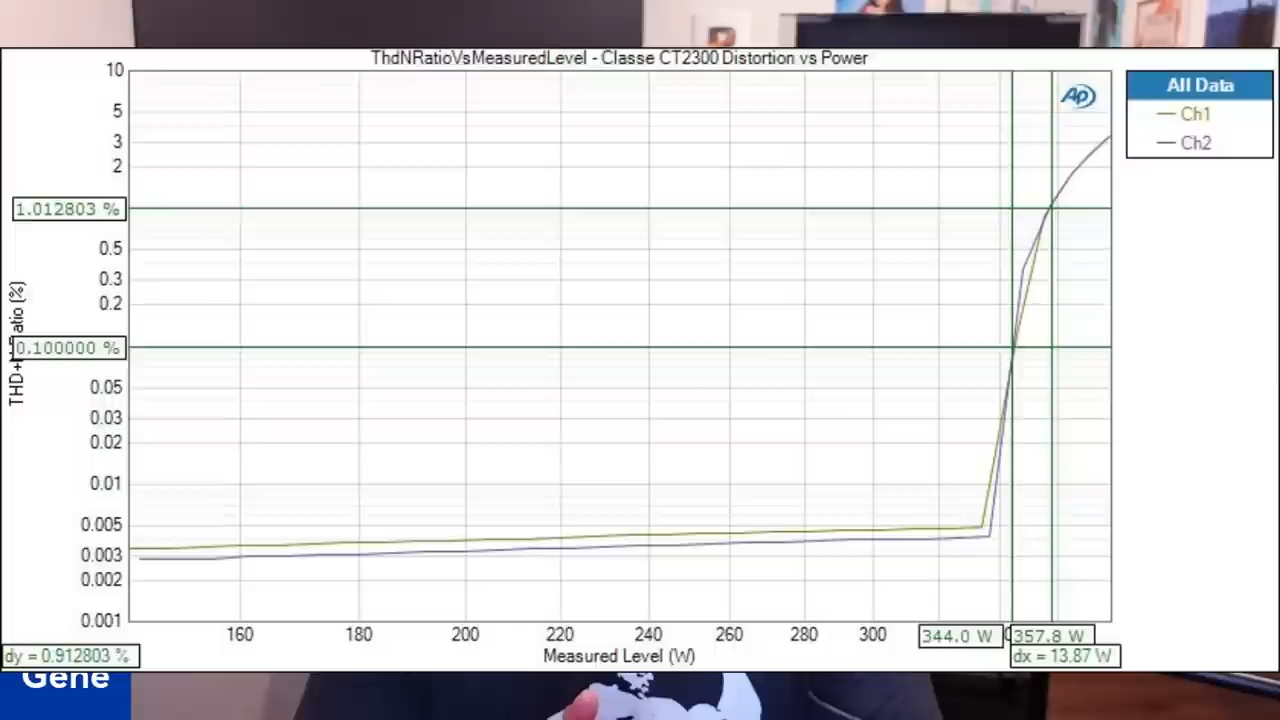 ThdNRatioVsMeasuredLevel - Classe CT2300 Distortion vs Power
10
5
3
2
1.012803 %
0.5
0.3
0.2
0.100000 %
0.05
0.03
0.02
0.01
0.005
0.003
0.002
0.001
160
180
200
220
240
260
280
300
344.0 W
357.8 W
Measured Level (W)
dx = 13.87 W
dy = 0.912803 %
AP
All Data
Ch1
Ch2
Gene